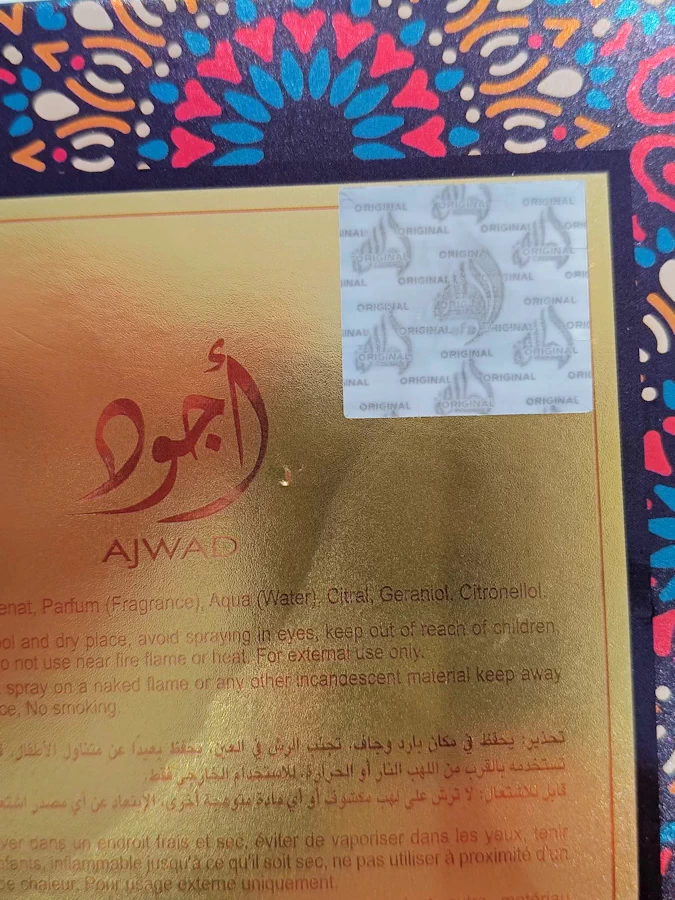 ORIGINAL
أجود
AJWAD
enat, Parfum (Fragrance), Aqua (Water), Citral, Geraniol, Citronellol.
ool and dry place, avoid spraying in eyes, keep out of reach of children,
o not use near fire flame or heat. For external use only.
spray on a naked flame or any other incandescent material keep away
ce, No smoking.
تحذير: يحفظ في مكان بارد وجاف، تجنب الرش في العين، يحفظ بعيداً عن متناول الأطفال،
تستخدمه بالقرب من اللهب النار أو الحرارة. للاستخدام الخارجي فقط.
قابل للاشتعال: لا ترش على لهب مكشوف أو أي مادة متوهجة أخرى، الإبتعاد عن أي مصدر
ver dans un endroit frais et sec, éviter de vaporiser dans les yeux, tenir
nfants, inflammable jusqu'à ce qu'il soit sec, ne pas utiliser à proximité d'un
de chaleur. Pour usage externe uniquement.